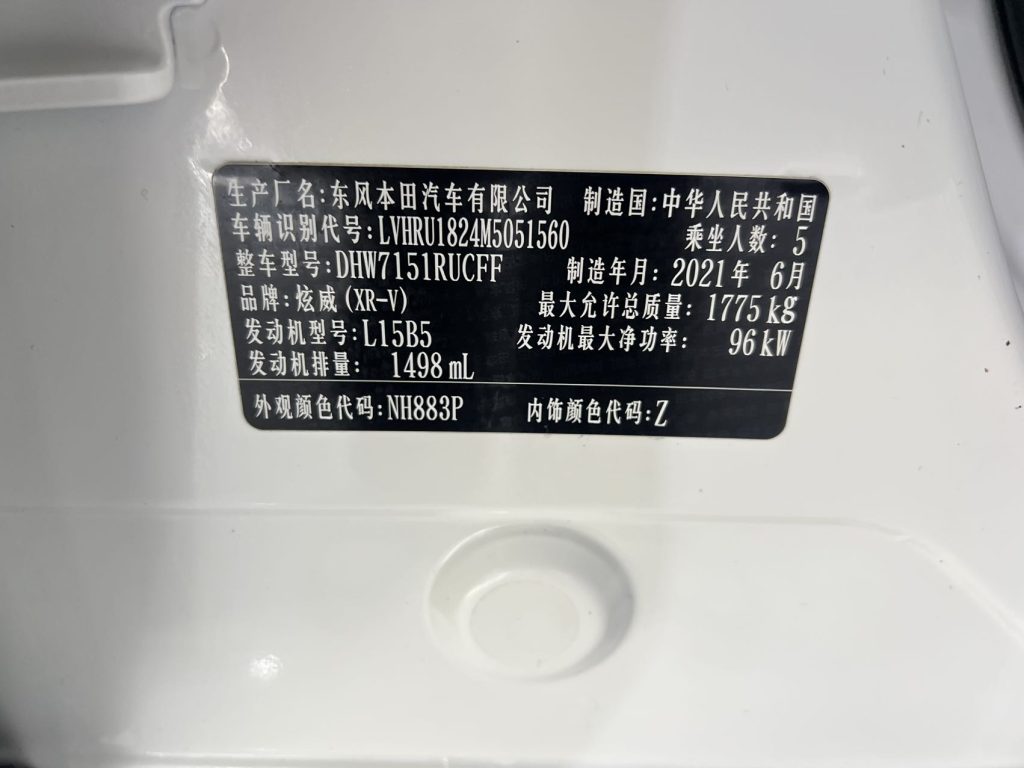 生产厂名:东风本田汽车有限公司 制造国:中华人民共和国
车辆识别代号:LVHRU1824M5051560 乘坐人数: 5
整车型号:DHW7151RUCFF 制造年月: 2021年 6月
品牌:炫威(XR-V) 最大允许总质量: 1775kg
发动机型号:L15B5 发动机最大净功率: 96kW
发动机排量: 1498mL
外观颜色代码:NH883P 内饰颜色代码:Z